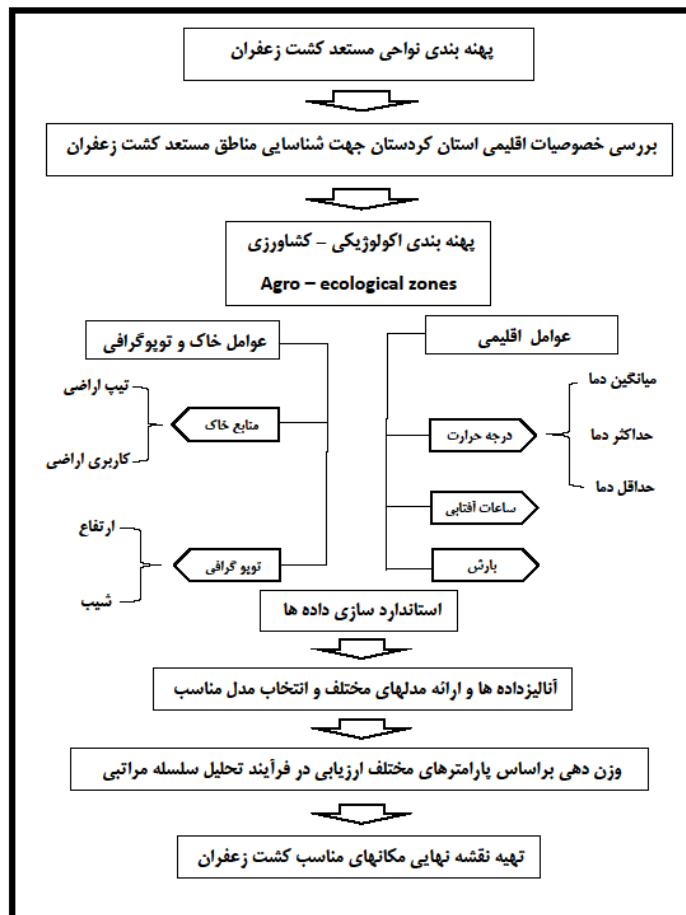 پهنه بندی نواحی مستعد کشت زعفران
بررسی خصوصیات اقلیمی استان کردستان جهت شناسایی مناطق مستعد کشت زعفران
پهنه بندی اکولوژیکی – کشاورزی
Agro – ecological zones
عوامل اقلیمی
عوامل خاک و توپوگرافی
میانگین دما
درجه حرارت
حداکثر دما
حداقل دما
ساعات آفتابی
بارش
تیپ اراضی
منابع خاک
کاربری اراضی
ارتفاع
توپو گرافی
شیب
استاندارد سازی داده ها
آنالیزداده ها و ارائه مدلهای مختلف و انتخاب مدل مناسب
وزن دهی براساس پارامترهای مختلف ارزیابی در فرآیند تحلیل سلسله مراتبی
تهیه نقشه نهایی مکانهای مناسب کشت زعفران